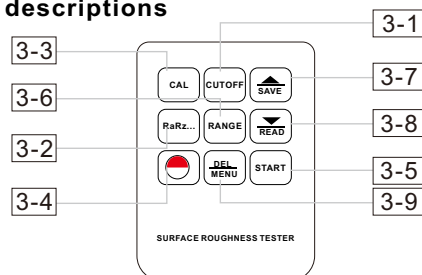 descriptions
3-1
3-3
CAL
CUTOFF
SAVE
3-7
3-6
RaRz...
RANGE
READ
3-8
3-2
DEL
MENU
START
3-5
3-4
3-9
SURFACE ROUGHNESS TESTER